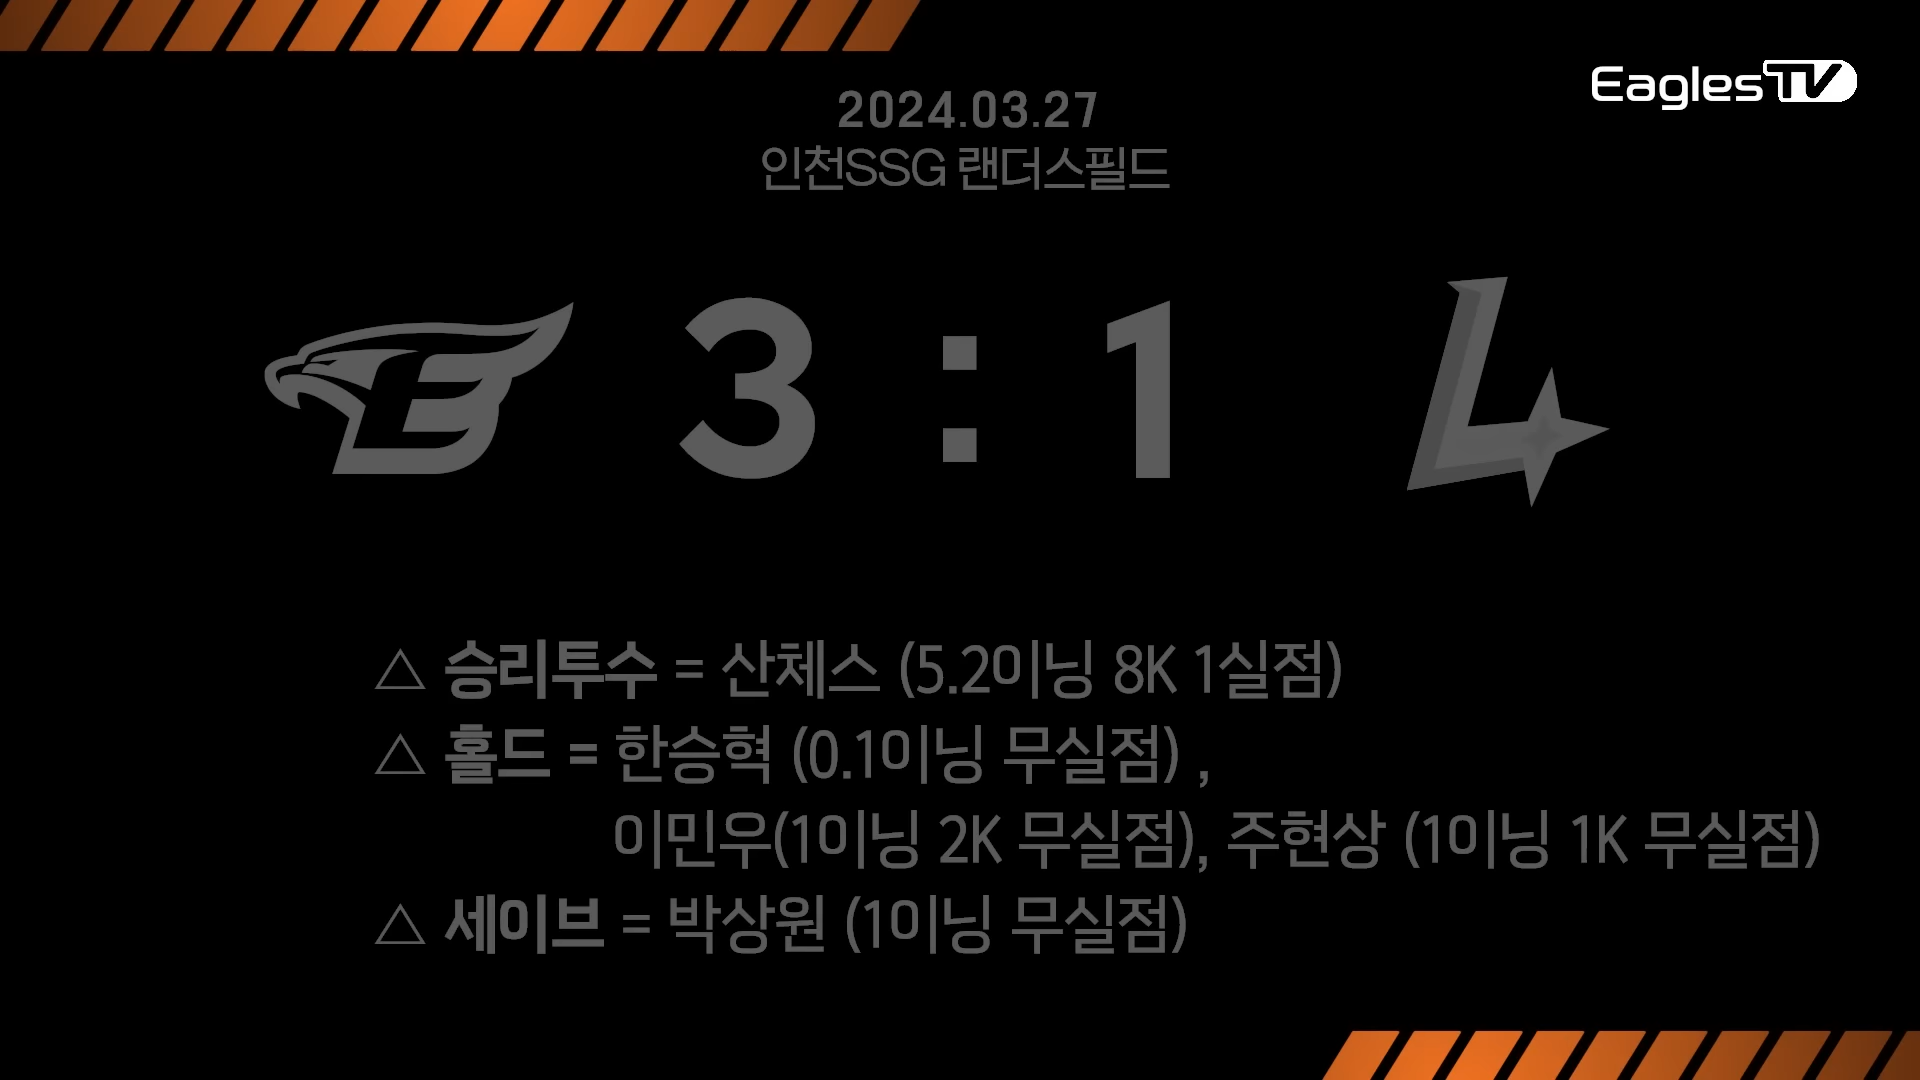 EaglesTV
2024.03.27
인천SSG 랜더스필드
3 : 1
△ 승리투수 = 산체스 (5.2이닝 8K 1실점)
△ 홀드 = 한승혁 (0.1이닝 무실점) ,
이민우(1이닝 2K 무실점), 주현상 (1이닝 1K 무실점)
△ 세이브 = 박상원 (1이닝 무실점)